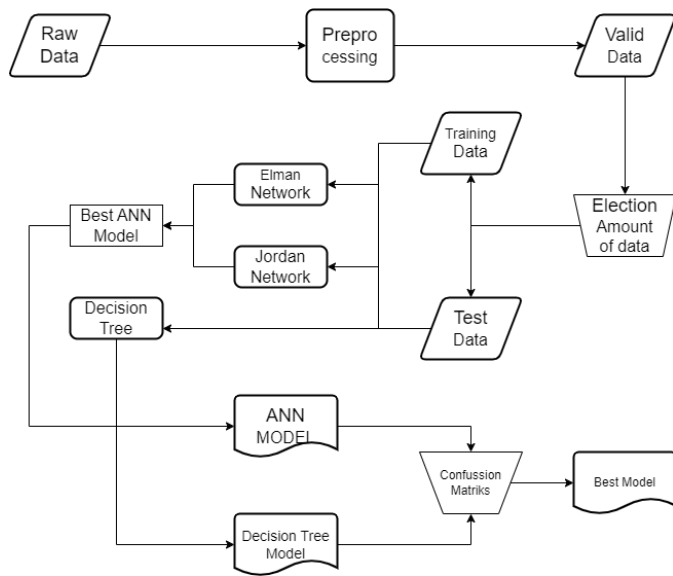 Raw
Data
Prepro
cessing
Valid
Data
Training
Data
Elman
Network
Best ANN
Model
Election
Amount
of data
Jordan
Network
Decision
Tree
Test
Data
ANN
MODEL
Confussion
Matriks
Best Model
Decision Tree
Model